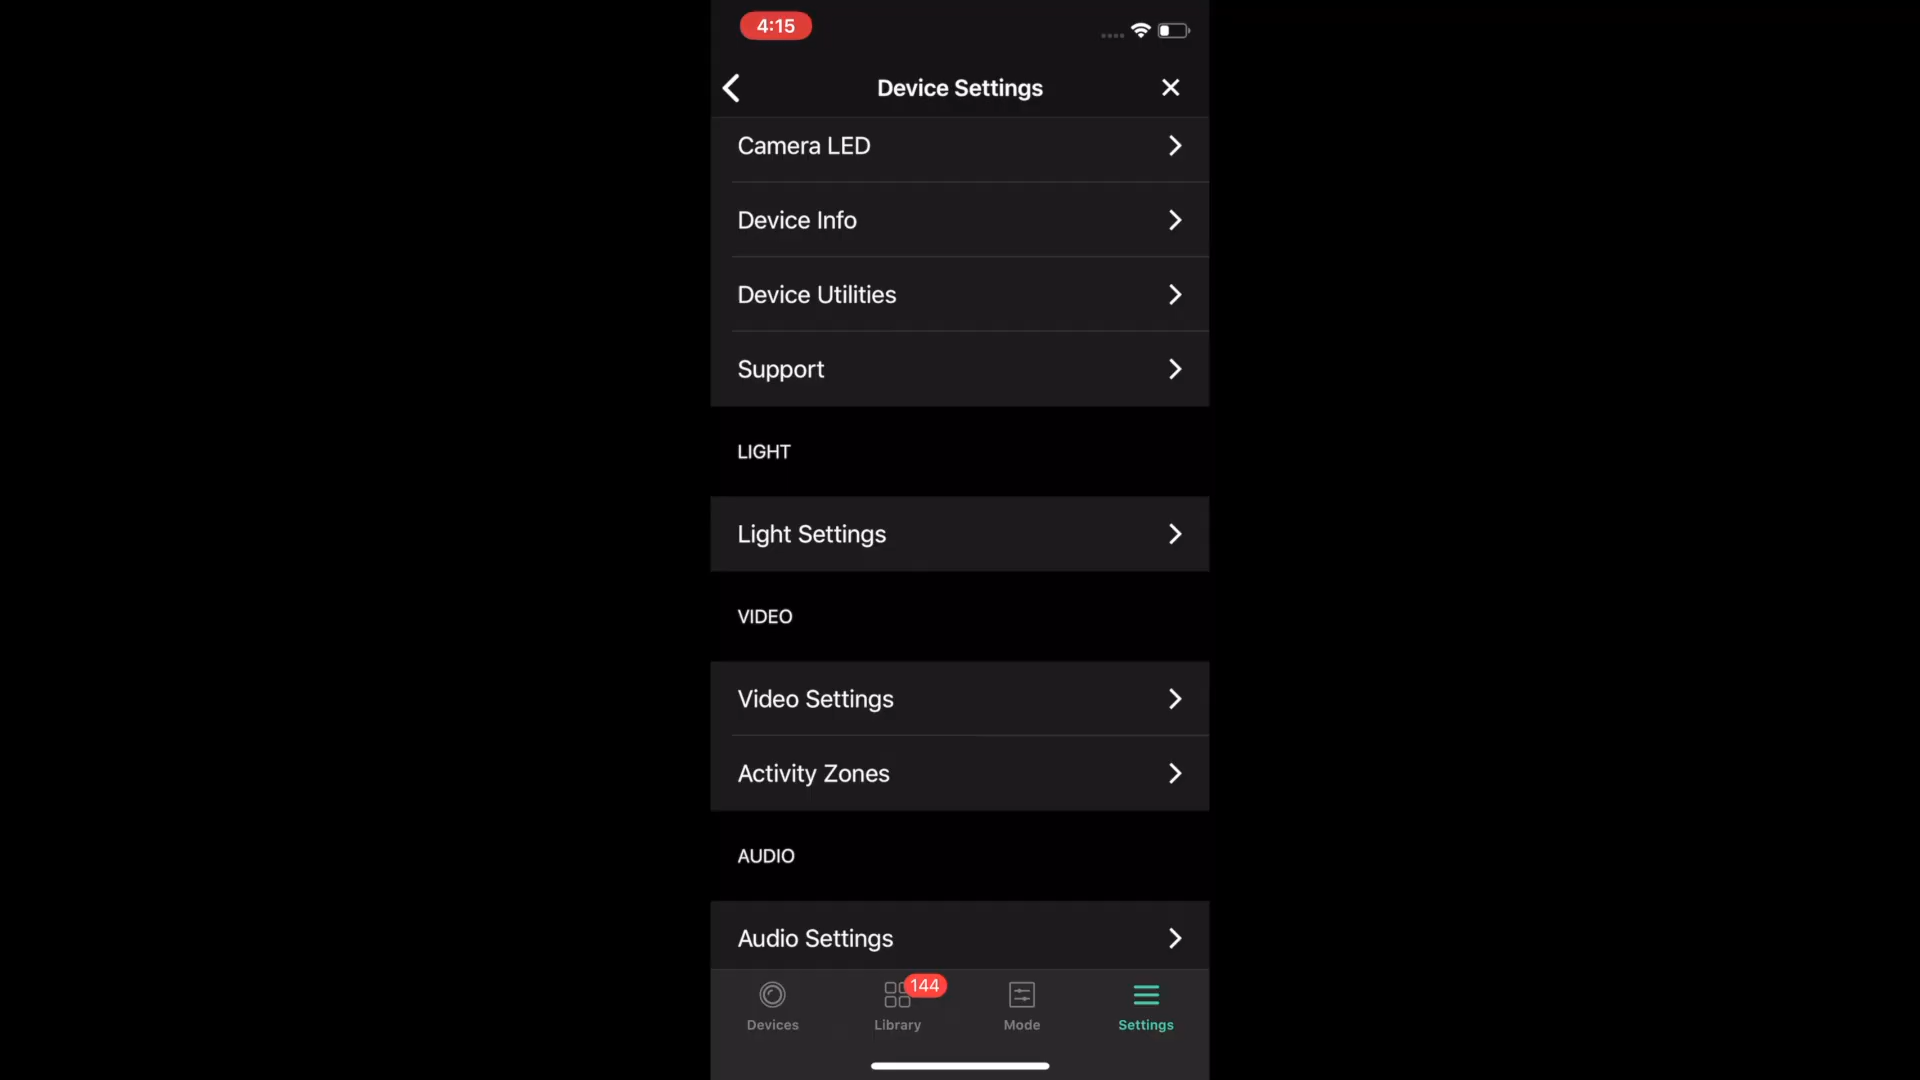 4:15
Device Settings
Camera LED
Device Info
Device Utilities
Support
LIGHT
Light Settings
VIDEO
Video Settings
Activity Zones
AUDIO
Audio Settings
144
Devices
Library
Mode
Settings